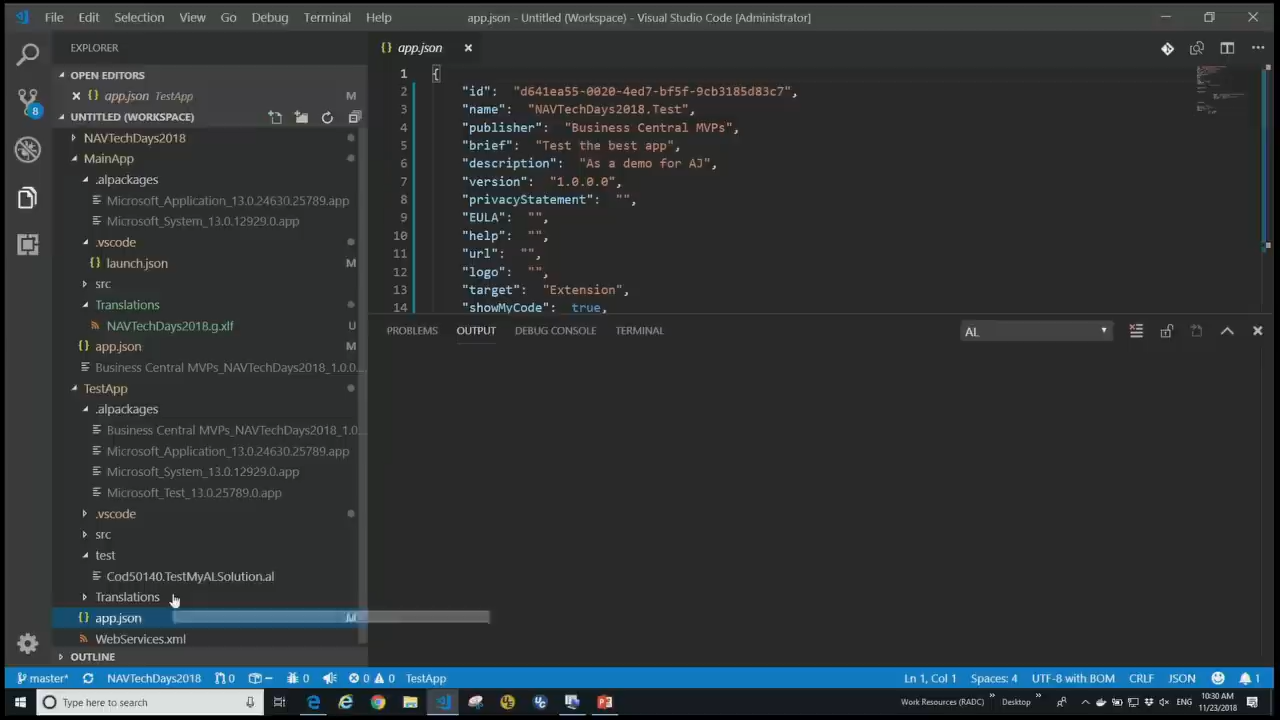 File Edit Selection View Go Debug Terminal Help
app.json - Untitled (Workspace) - Visual Studio Code [Administrator]
EXPLORER
OPEN EDITORS
app.json TestApp M
UNTITLED (WORKSPACE)
NAVTechDays2018
MainApp
.alpackages
Microsoft_Application_13.0.24630.25789.app
Microsoft_System_13.0.12929.0.app
.vscode
{} launch.json M
src
Translations
NAVTechDays2018.g.xlf U
{} app.json M
Business Central MVPs_NAVTechDays2018_1.0.0....
TestApp
.alpackages
Business Central MVPs_NAVTechDays2018_1.0...
Microsoft_Application_13.0.24630.25789.app
Microsoft_System_13.0.12929.0.app
Microsoft_Test_13.0.25789.0.app
.vscode
src
test
Cod50140.TestMyALSolution.al
Translations
{} app.json M
WebServices.xml
OUTLINE
8
{} app.json
1 {
2 "id": "d641ea55-0020-4ed7-bf5f-9cb3185d83c7",
3 "name": "NAVTechDays2018.Test",
4 "publisher": "Business Central MVPs",
5 "brief": "Test the best app",
6 "description": "As a demo for AJ",
7 "version": "1.0.0.0",
8 "privacyStatement": "",
9 "EULA": "",
10 "help": "",
11 "url": "",
12 "logo": "",
13 "target": "Extension",
14 "showMyCode": true,
PROBLEMS OUTPUT DEBUG CONSOLE TERMINAL
AL
master* NAVTechDays2018 0 0 0 0 TestApp
Ln 1, Col 1 Spaces: 4 UTF-8 with BOM CRLF JSON 1
Type here to search
Work Resources (RADC) Desktop ENG
10:30 AM
11/23/2018